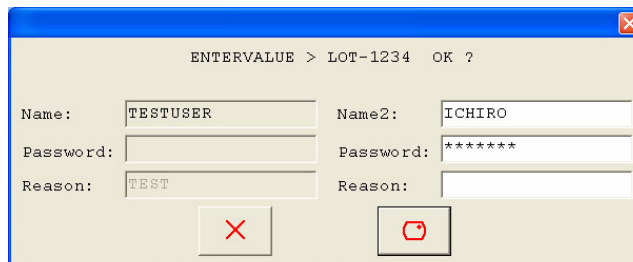 ENTERVALUE > LOT-1234 OK ?
Name: TESTUSER Name2: ICHIRO
Password: Password: *******
Reason: TEST Reason: